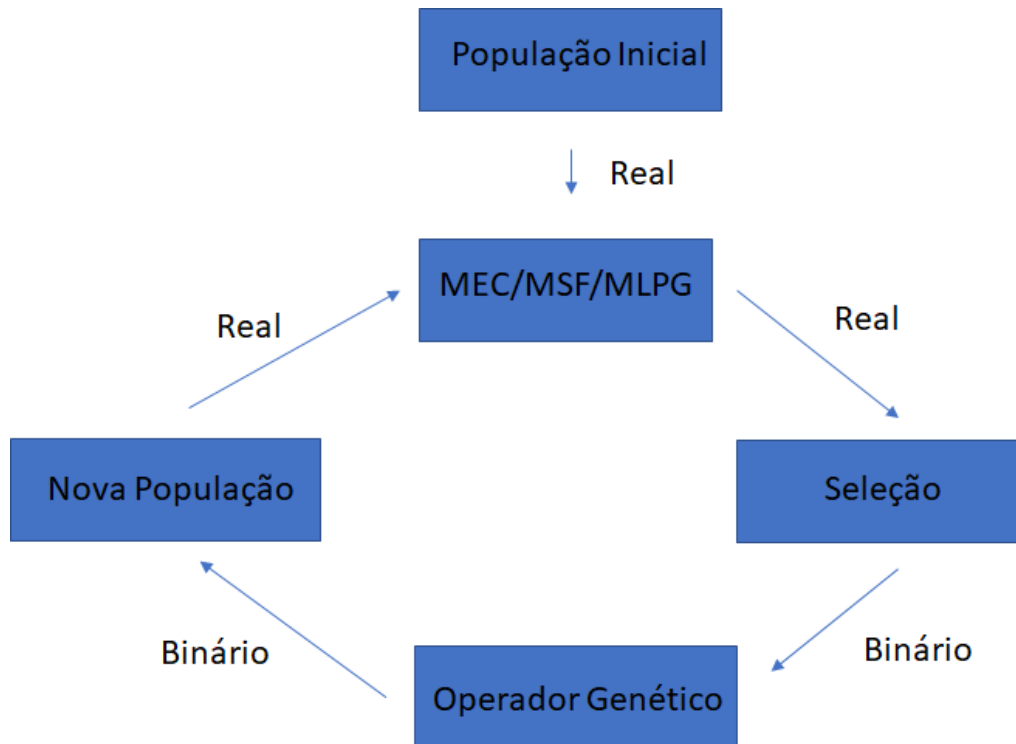 População Inicial
Real
MEC/MSF/MLPG
Real
Real
Nova População
Seleção
Binário
Binário
Operador Genético